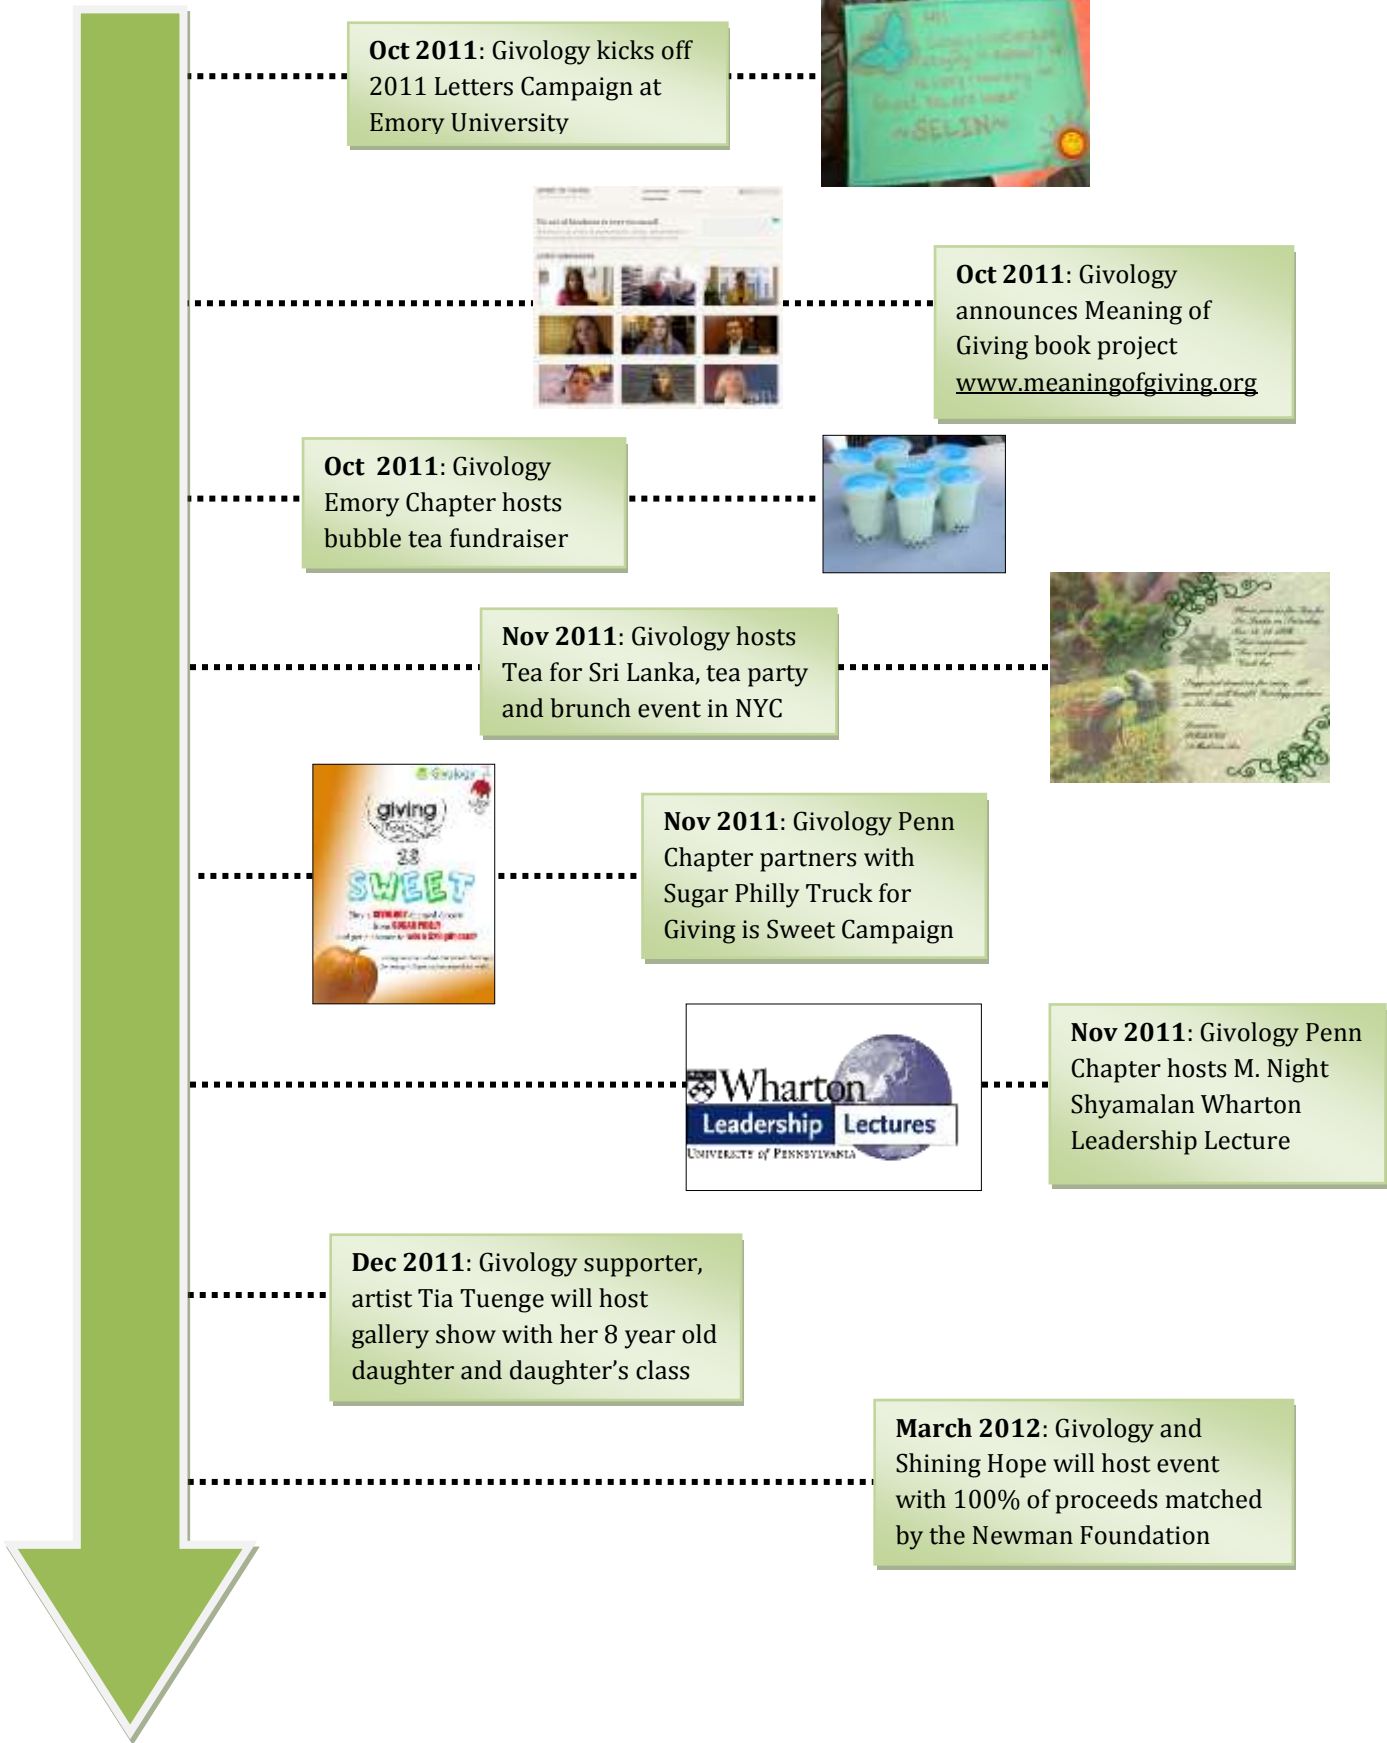 Oct 2011: Givology kicks off
2011 Letters Campaign at
Emory University
~SELIN~
Oct 2011: Givology
announces Meaning of
Giving book project
www.meaningofgiving.org
Oct  2011: Givology
Emory Chapter hosts
bubble tea fundraiser
Nov 2011: Givology hosts
Tea for Sri Lanka, tea party
and brunch event in NYC
Givology
giving
SWEET
Nov 2011: Givology Penn
Chapter partners with
Sugar Philly Truck for
Giving is Sweet Campaign
Wharton
Leadership Lectures
UNIVERSITY of PENNSYLVANIA
Nov 2011: Givology Penn
Chapter hosts M. Night
Shyamalan Wharton
Leadership Lecture
Dec 2011: Givology supporter,
artist Tia Tuenge will host
gallery show with her 8 year old
daughter and daughter’s class
March 2012: Givology and
Shining Hope will host event
with 100% of proceeds matched
by the Newman Foundation